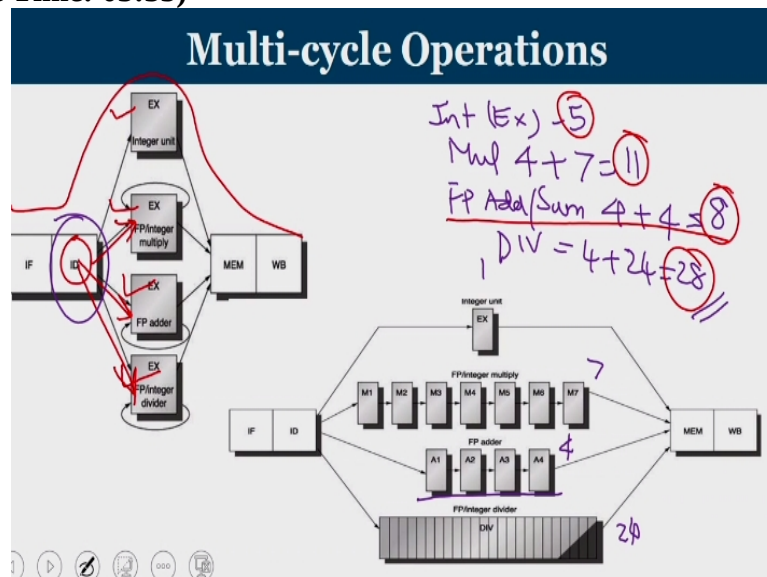 Multi-cycle Operations
EX
Integer unit
EX
FP/integer
multiply
IF
ID
MEM
WB
EX
FP adder
EX
FP/integer
divider
Int (Ex) - 5
Mul 4 + 7 = 11
FP Add/Sum 4 + 4 = 8
DIV = 4 + 24 = 28
Integer unit
EX
FP/integer multiply
7
M1
M2
M3
M4
M5
M6
M7
IF
ID
MEM
WB
FP adder
4
A1
A2
A3
A4
FP/integer divider
DIV
24